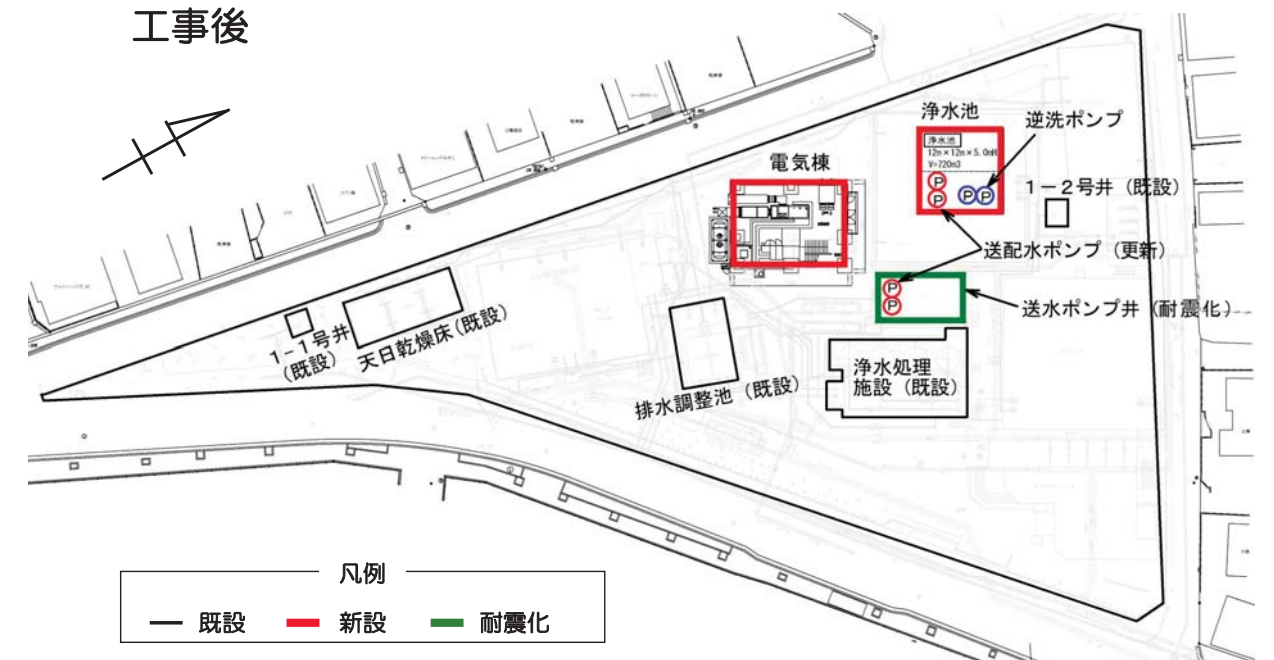 工事後
浄水池
逆洗ポンプ
浄水池
12m×12m×5.0mH
V=720m3
P
P
P
P
電気棟
1−2号井（既設）
送配水ポンプ（更新）
P
P
送水ポンプ井（耐震化）
1-1号井
（既設）
天日乾燥床(既設)
排水調整池（既設）
浄水処理
施設（既設）
凡例
既設
新設
耐震化